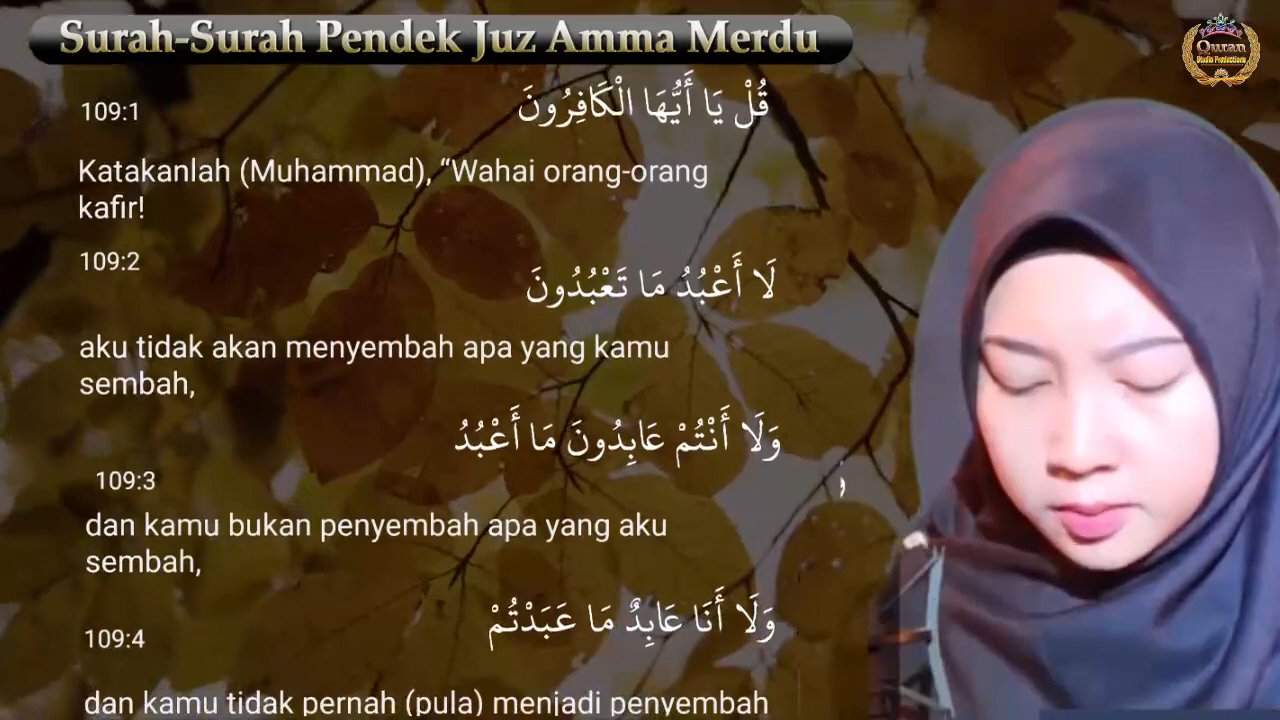 Surah-Surah Pendek Juz Amma Merdu
Quran
Studio Productions
109:1
قُلْ يَا أَيُّهَا الْكَافِرُونَ
Katakanlah (Muhammad), “Wahai orang-orang
kafir!
109:2
لَا أَعْبُدُ مَا تَعْبُدُونَ
aku tidak akan menyembah apa yang kamu
sembah,
وَلَا أَنْتُمْ عَابِدُونَ مَا أَعْبُدُ
109:3
dan kamu bukan penyembah apa yang aku
sembah,
وَلَا أَنَا عَابِدٌ مَا عَبَدْتُمْ
109:4
dan kamu tidak pernah (pula) menjadi penyembah